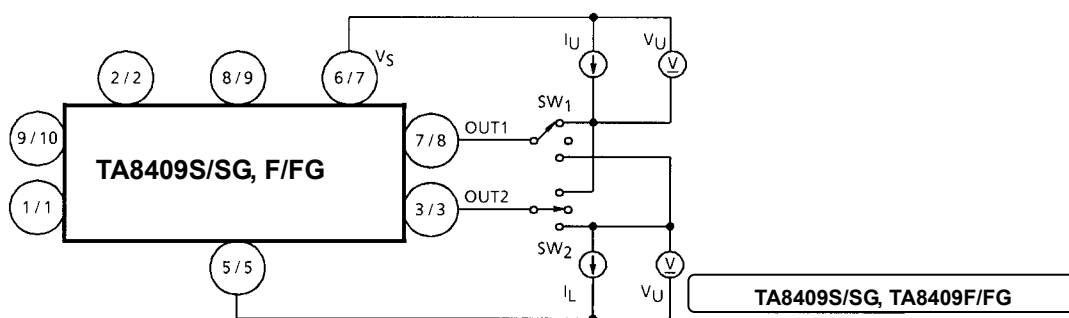 IU
VU
VS
2 / 2
8 / 9
6 / 7
SW1
9 / 10
7 / 8
OUT1
TA8409S/SG, F/FG
1 / 1
3 / 3
OUT2
SW2
5 / 5
IL
VU
V
V
TA8409S/SG, TA8409F/FG